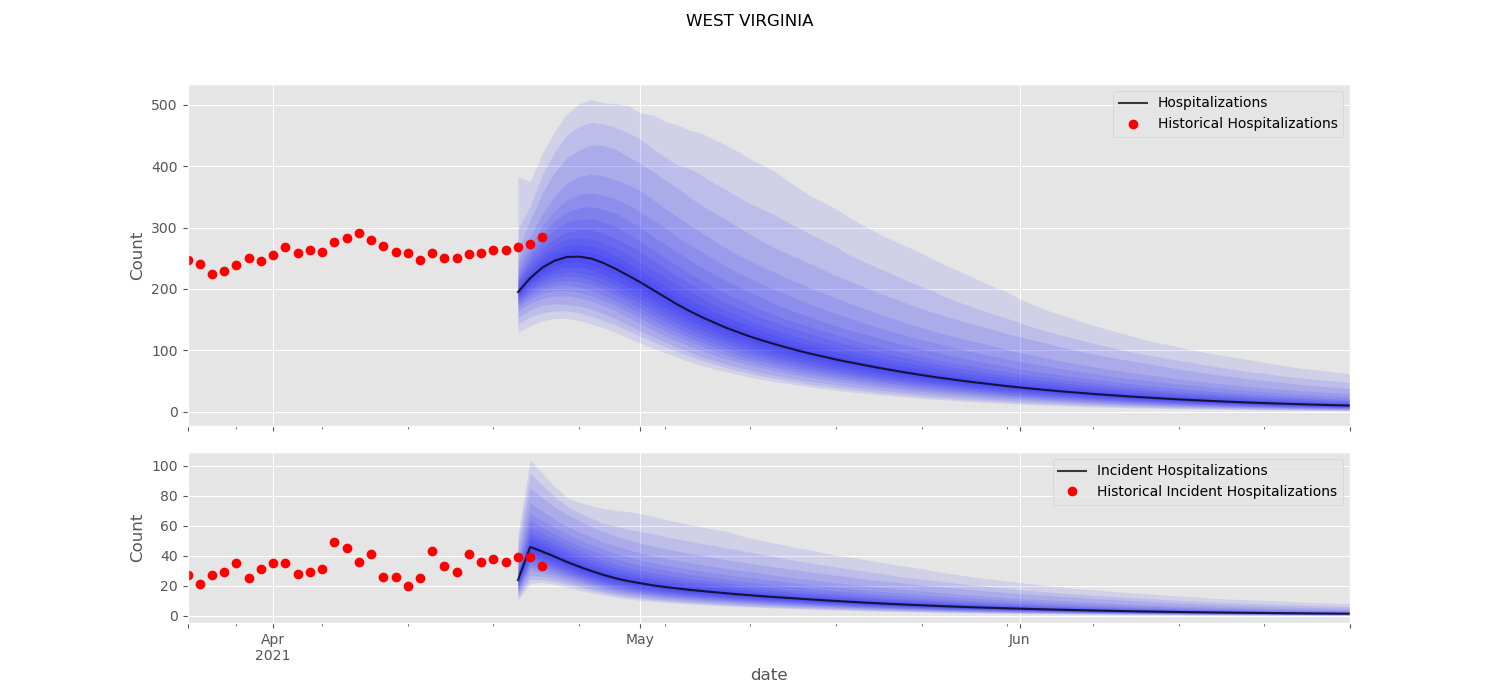 WEST VIRGINIA
500
400
300
200
100
0
Count
Hospitalizations
Historical Hospitalizations
100
80
60
40
20
0
Count
Incident Hospitalizations
Historical Incident Hospitalizations
Apr
2021
May
Jun
date